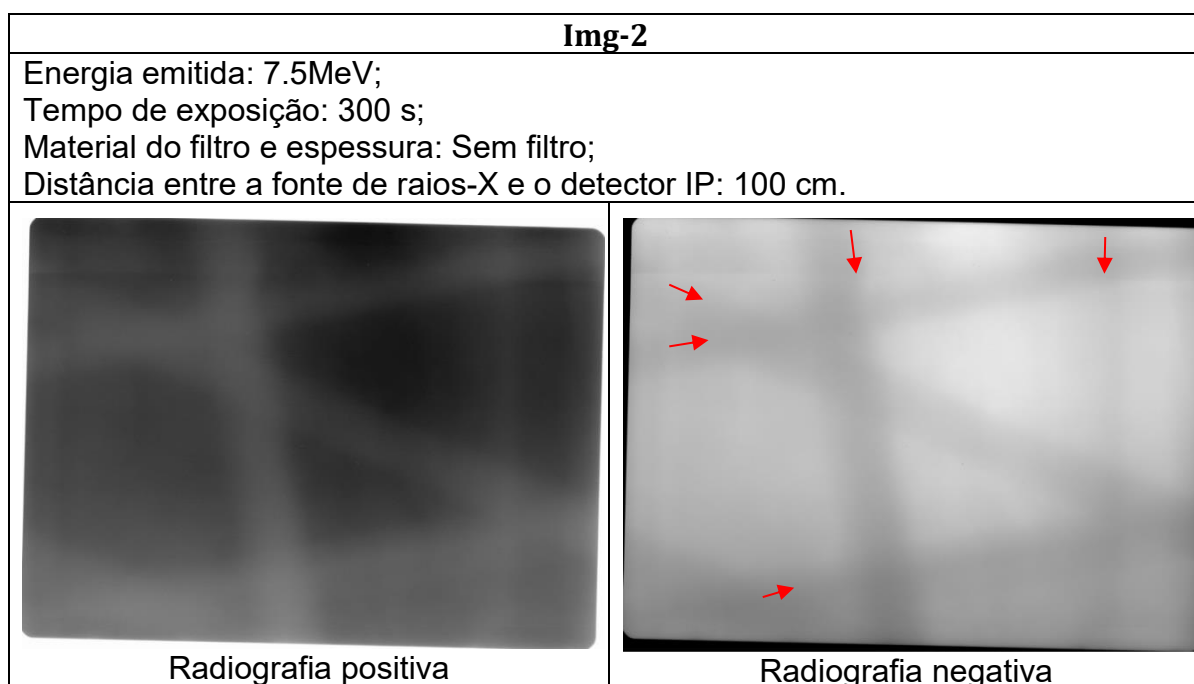 Img-2
Energia emitida: 7.5MeV;
Tempo de exposição: 300 s;
Material do filtro e espessura: Sem filtro;
Distância entre a fonte de raios-X e o detector IP: 100 cm.
Radiografia positiva
Radiografia negativa